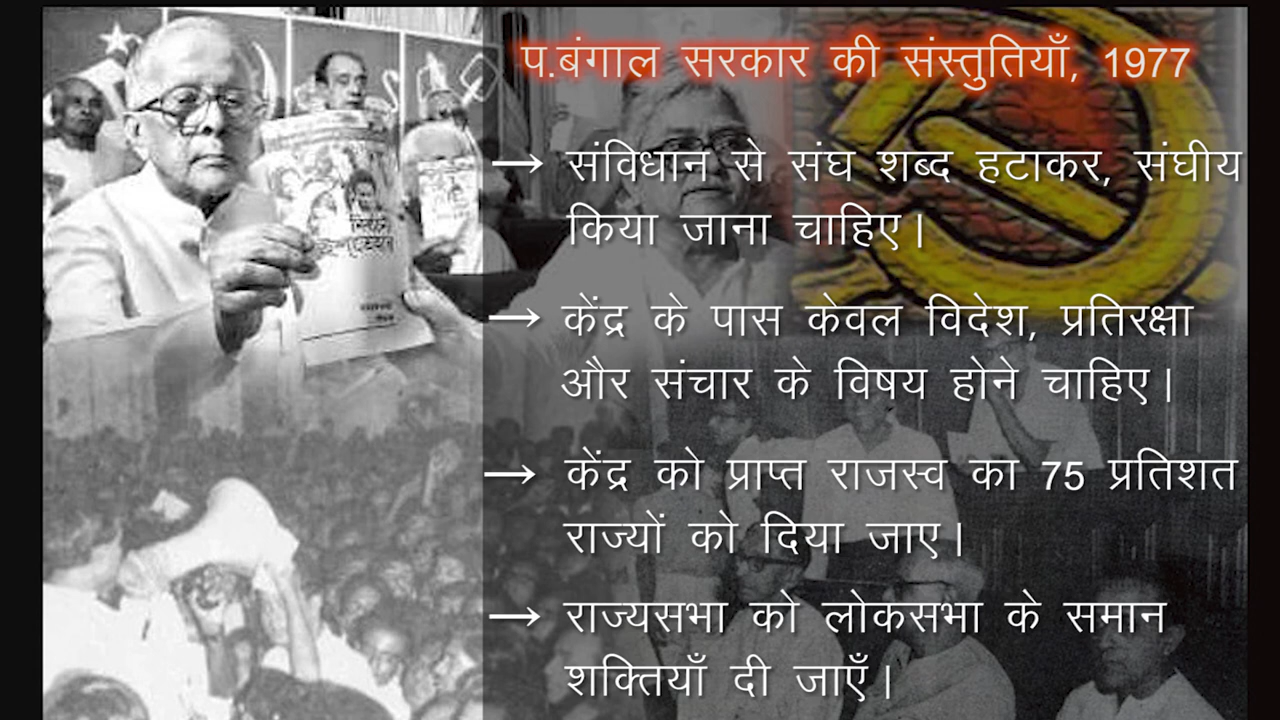 प.बंगाल सरकार की संस्तुतियाँ, 1977
→ संविधान से संघ शब्द हटाकर, संघीय
किया जाना चाहिए।
→ केंद्र के पास केवल विदेश, प्रतिरक्षा
और संचार के विषय होने चाहिए।
→ केंद्र को प्राप्त राजस्व का 75 प्रतिशत
राज्यों को दिया जाए।
→ राज्यसभा को लोकसभा के समान
शक्तियाँ दी जाएँ।